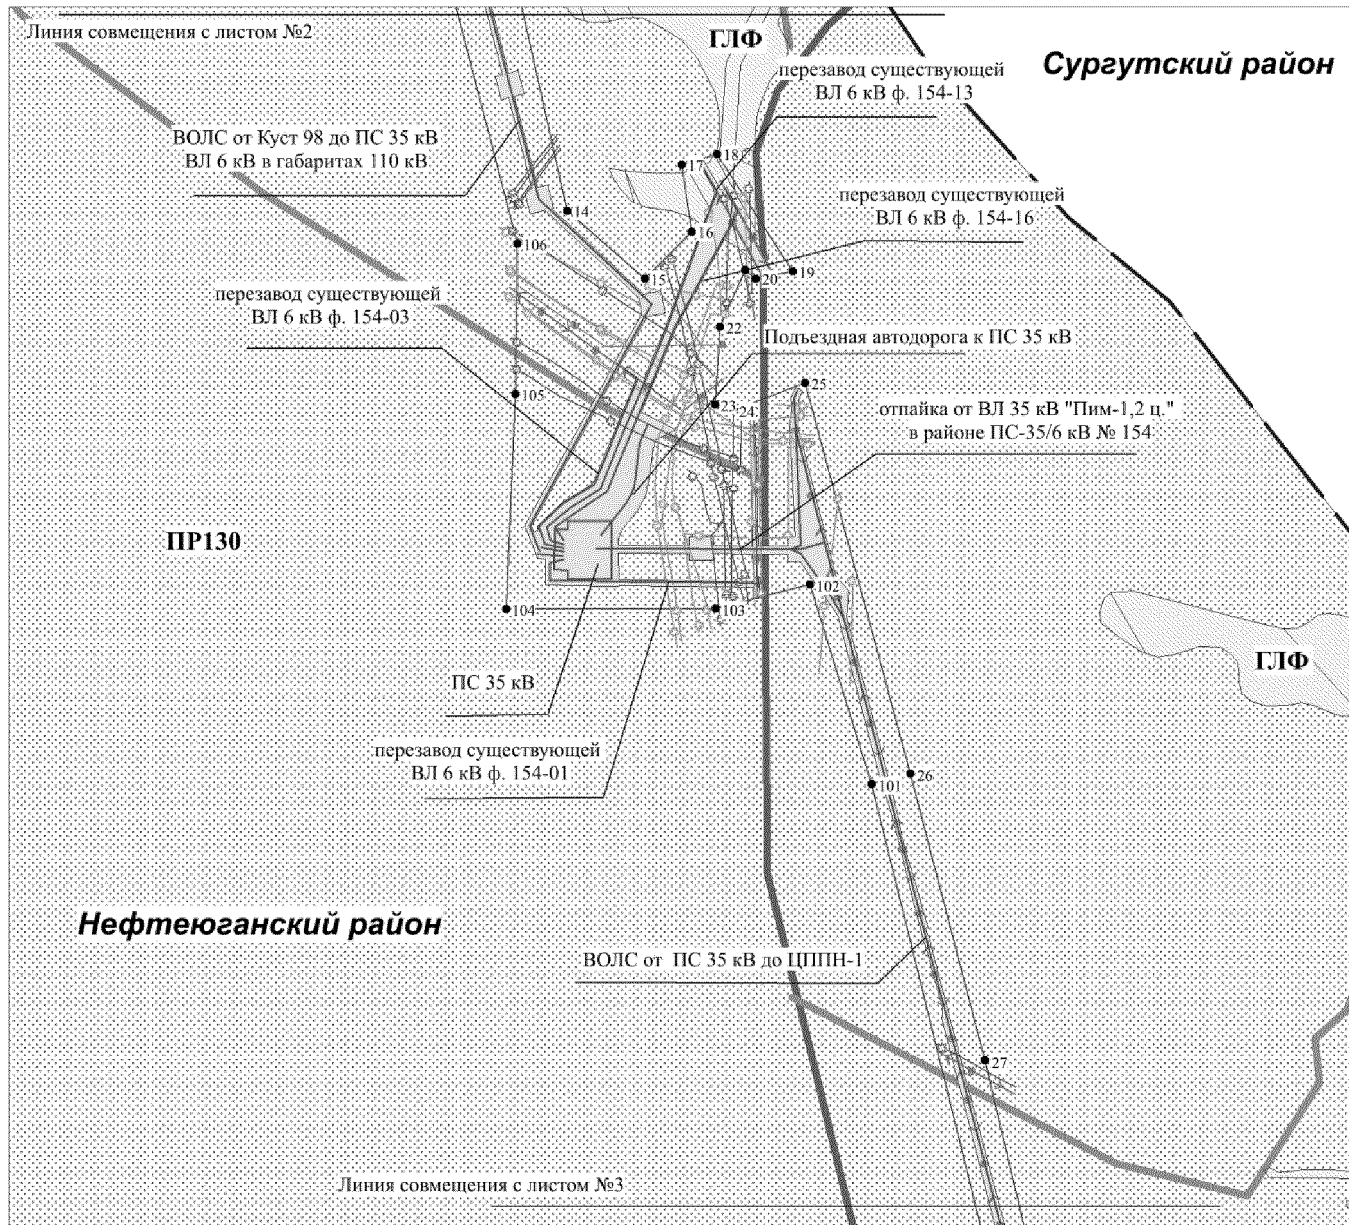 Линия совмещения с листом №2
ГЛФ
Сургутский район
перезавод существующей
ВЛ 6 кВ ф. 154-13
ВОЛС от Куст 98 до ПС 35 кВ
ВЛ 6 кВ в габаритах 110 кВ
18
17
перезавод существующей
ВЛ 6 кВ ф. 154-16
14
16
106
15
20
19
перезавод существующей
ВЛ 6 кВ ф. 154-03
22
Подъездная автодорога к ПС 35 кВ
25
105
23
24
отпайка от ВЛ 35 кВ "Пим-1,2 ц."
в районе ПС-35/6 кВ № 154
ПР130
102
104
103
ГЛФ
ПС 35 кВ
перезавод существующей
ВЛ 6 кВ ф. 154-01
26
101
Нефтеюганский район
ВОЛС от ПС 35 кВ до ЦППН-1
27
Линия совмещения с листом №3